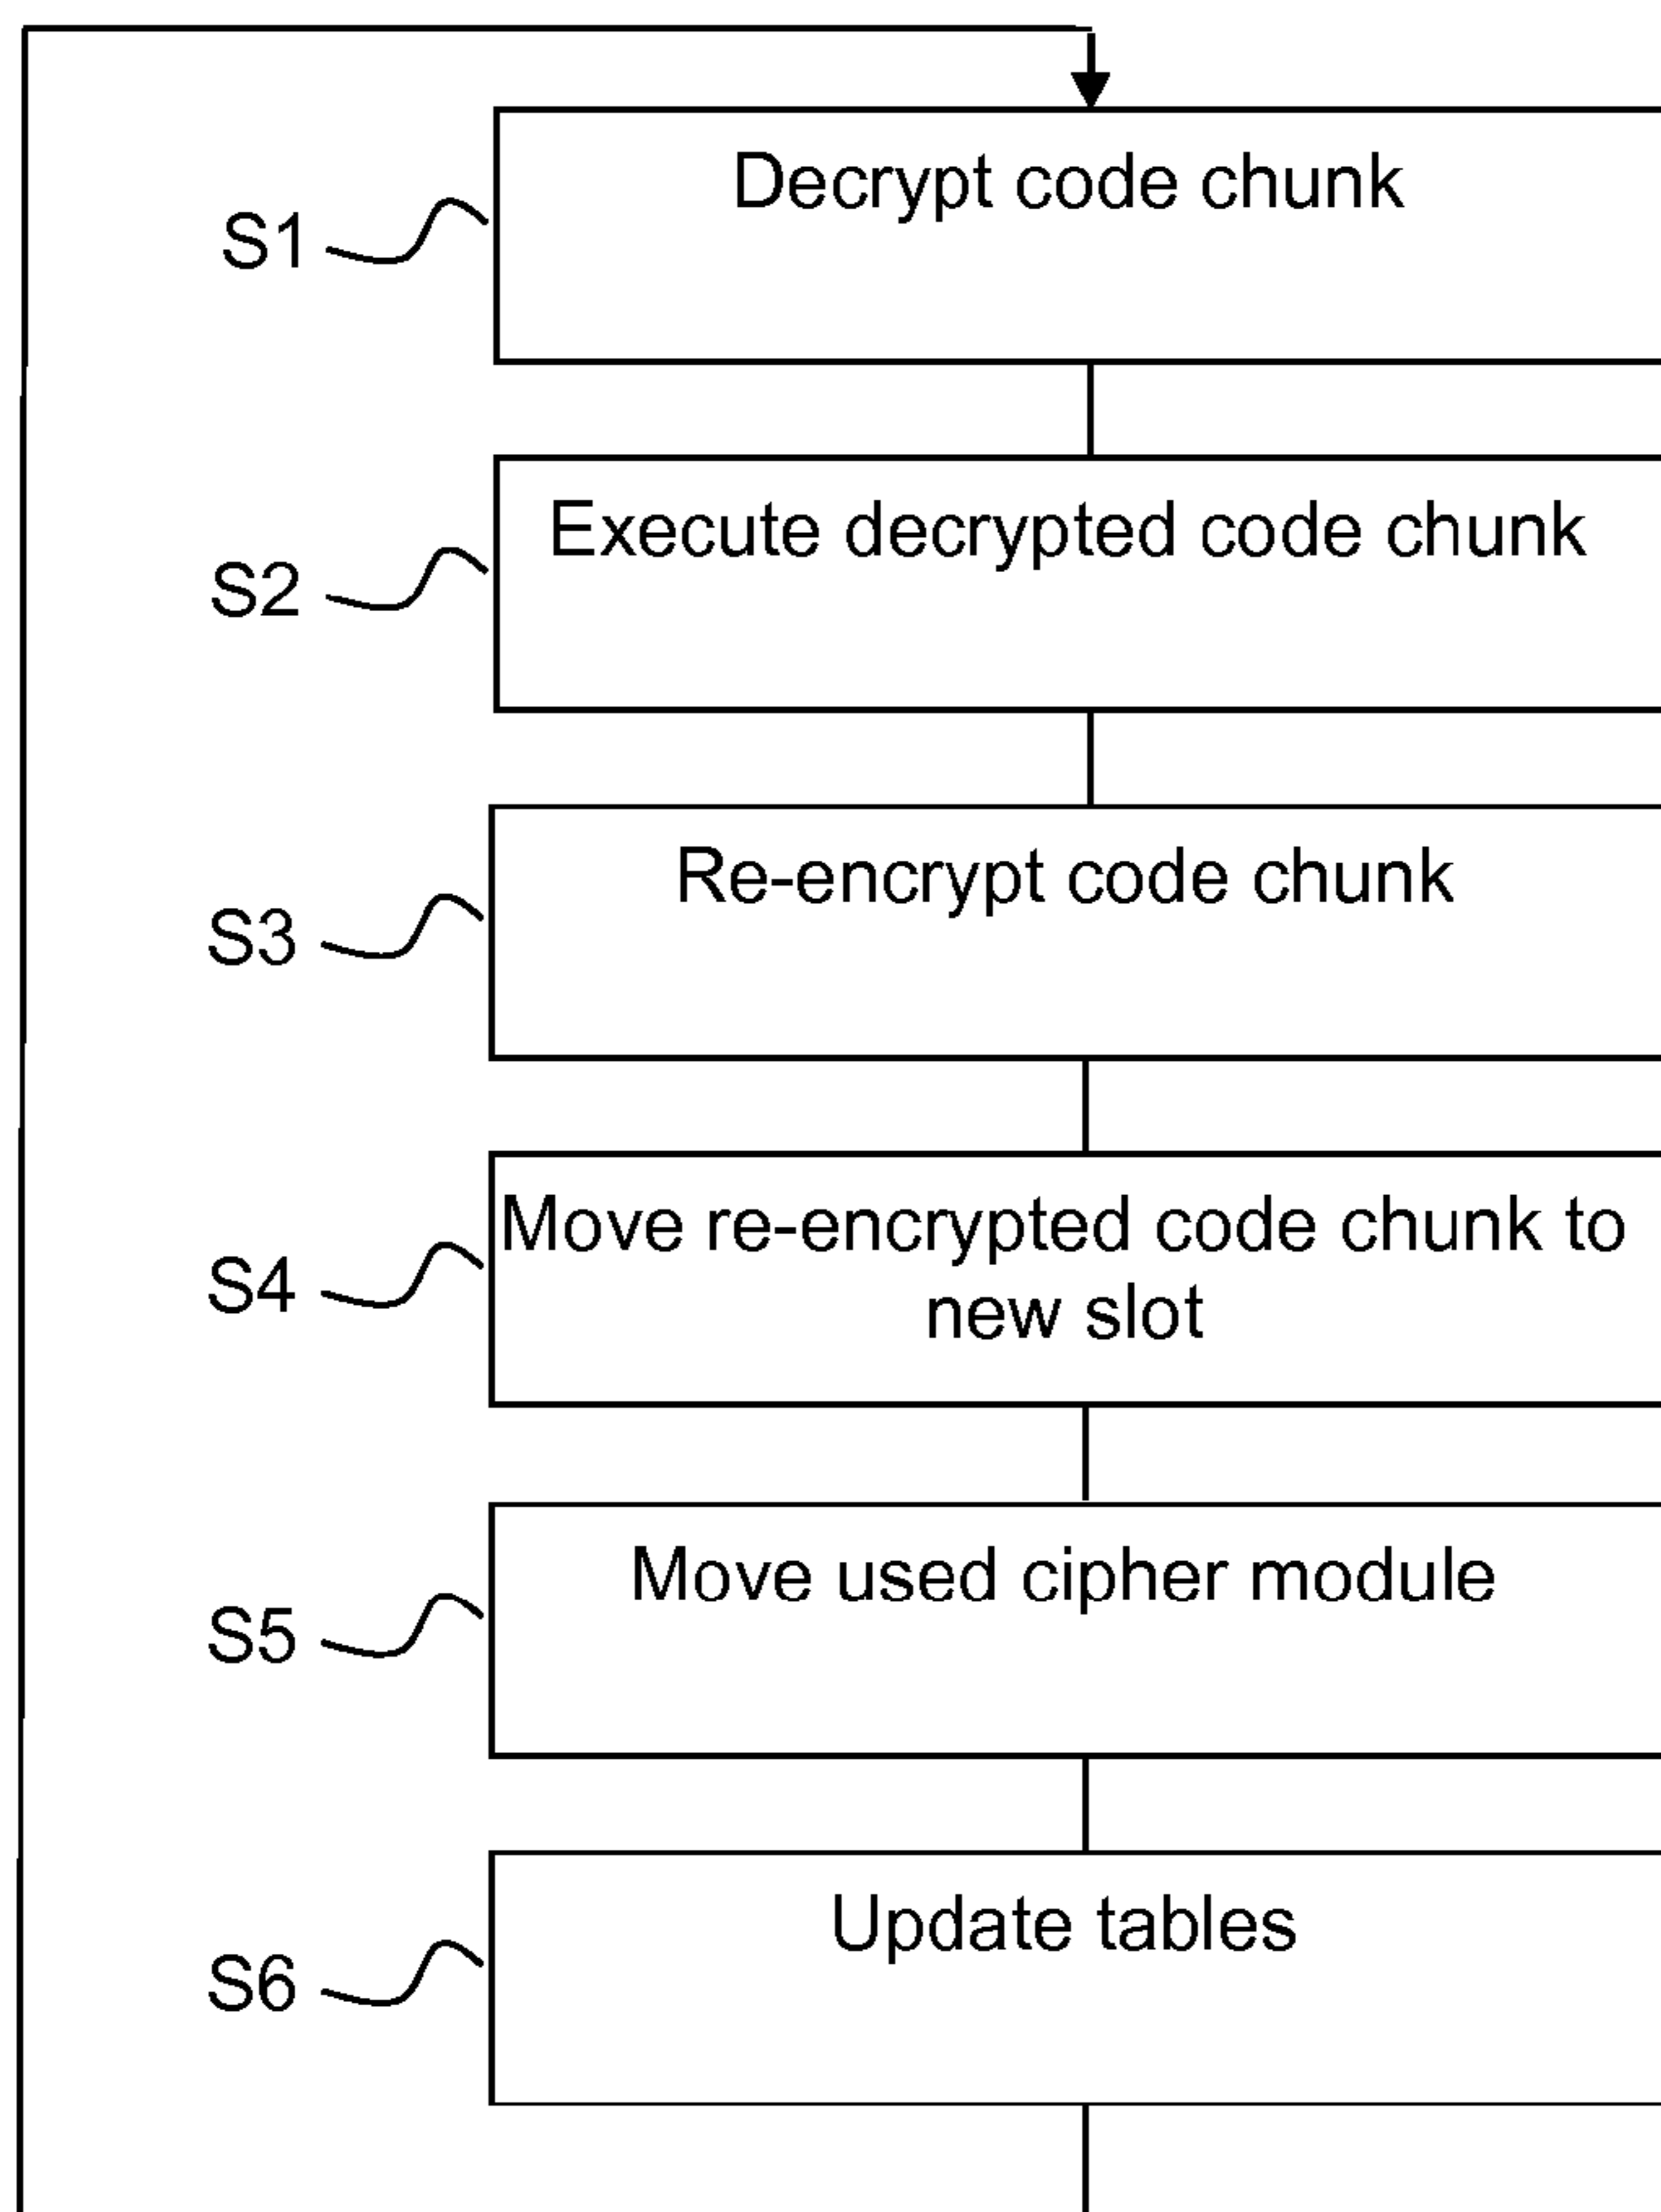 Decrypt code chunk
S1
Execute decrypted code chunk
S2
Re-encrypt code chunk
S3
Move re-encrypted code chunk to
new slot
S4
Move used cipher module
S5
Update tables
S6